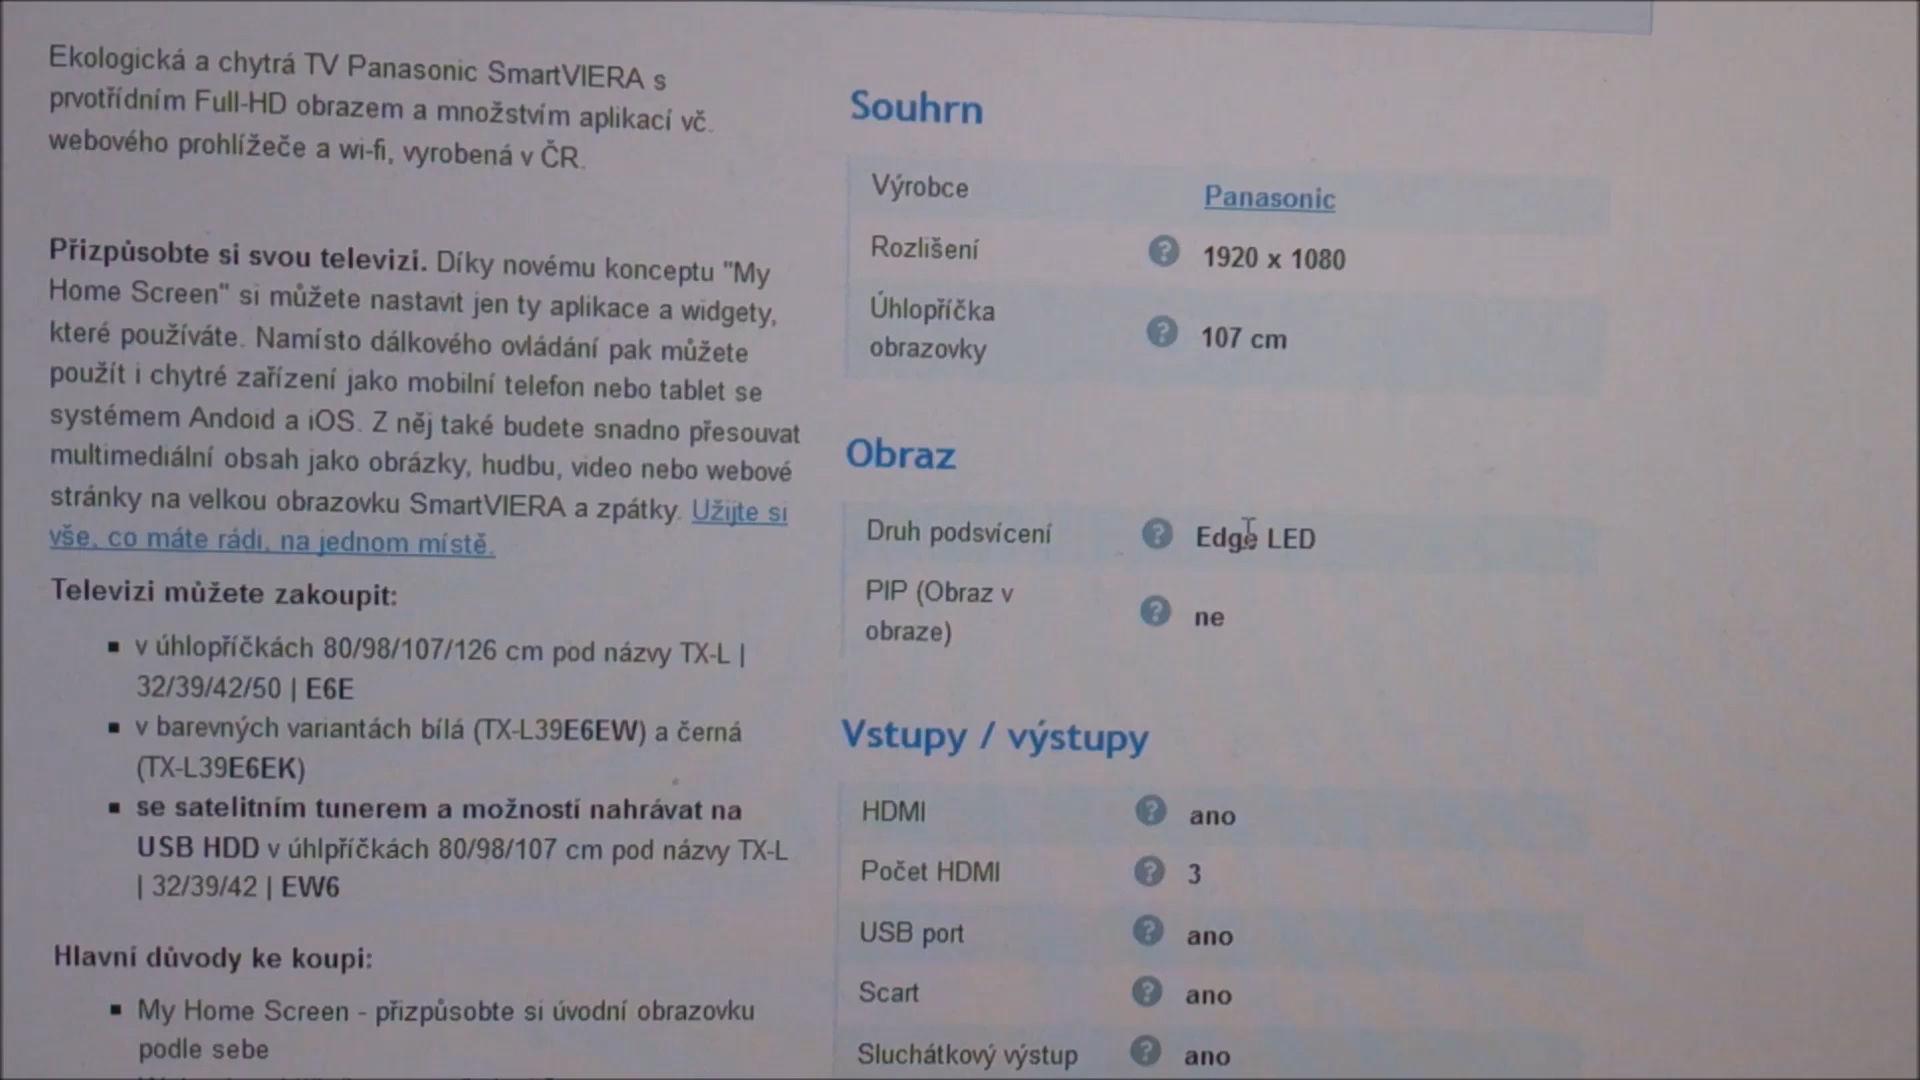 Ekologická a chytrá TV Panasonic SmartVIERA s
prvotřídním Full-HD obrazem a množstvím aplikací vč.
webového prohlížeče a wi-fi, vyrobená v ČR.
Přizpůsobte si svou televizi. Díky novému konceptu "My
Home Screen" si můžete nastavit jen ty aplikace a widgety,
které používáte. Namísto dálkového ovládání pak můžete
použít i chytré zařízení jako mobilní telefon nebo tablet se
systémem Andoid a iOS. Z něj také budete snadno přesouvat
multimediální obsah jako obrázky, hudbu, video nebo webové
stránky na velkou obrazovku SmartVIERA a zpátky. Užijte si
vše, co máte rádi, na jednom místě.
Televizi můžete zakoupit:
▪ v úhlopříčkách 80/98/107/126 cm pod názvy TX-L |
32/39/42/50 | E6E
▪ v barevných variantách bílá (TX-L39E6EW) a černá
(TX-L39E6EK)
▪ se satelitním tunerem a možností nahrávat na
USB HDD v úhlpříčkách 80/98/107 cm pod názvy TX-L
| 32/39/42 | EW6
Hlavní důvody ke koupi:
▪ My Home Screen - přizpůsobte si úvodní obrazovku
podle sebe
Souhrn
Výrobce Panasonic
Rozlišení ? 1920 x 1080
Úhlopříčka
obrazovky ? 107 cm
Obraz
Druh podsvícení ? Edge LED
PIP (Obraz v
obraze) ? ne
Vstupy / výstupy
HDMI ? ano
Počet HDMI ? 3
USB port ? ano
Scart ? ano
Sluchátkový výstup ? ano